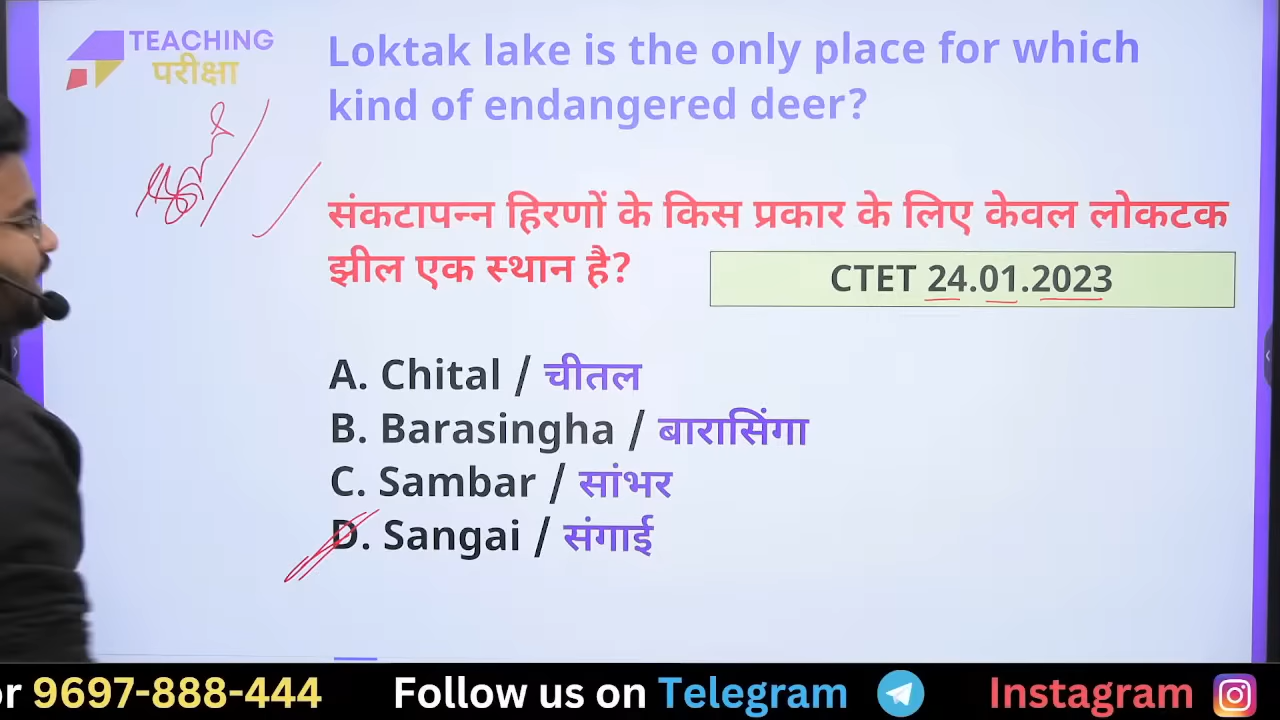 TEACHING
परीक्षा
Loktak lake is the only place for which
kind of endangered deer?
संकटापन्न हिरणों के किस प्रकार के लिए केवल लोकटक
झील एक स्थान है?
CTET 24.01.2023
A. Chital / चीतल
B. Barasingha / बारासिंगा
C. Sambar / सांभर
D. Sangai / संगाई
or 9697-888-444 Follow us on Telegram Instagram